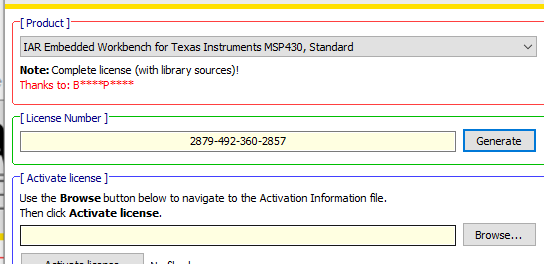 [ Product ]
IAR Embedded Workbench for Texas Instruments MSP430, Standard
Note: Complete license (with library sources)!
Thanks to: B****P****
[ License Number ]
2879-492-360-2857
Generate
[ Activate license ]
Use the Browse button below to navigate to the Activation Information file.
Then click Activate license.
Browse...
Activate license